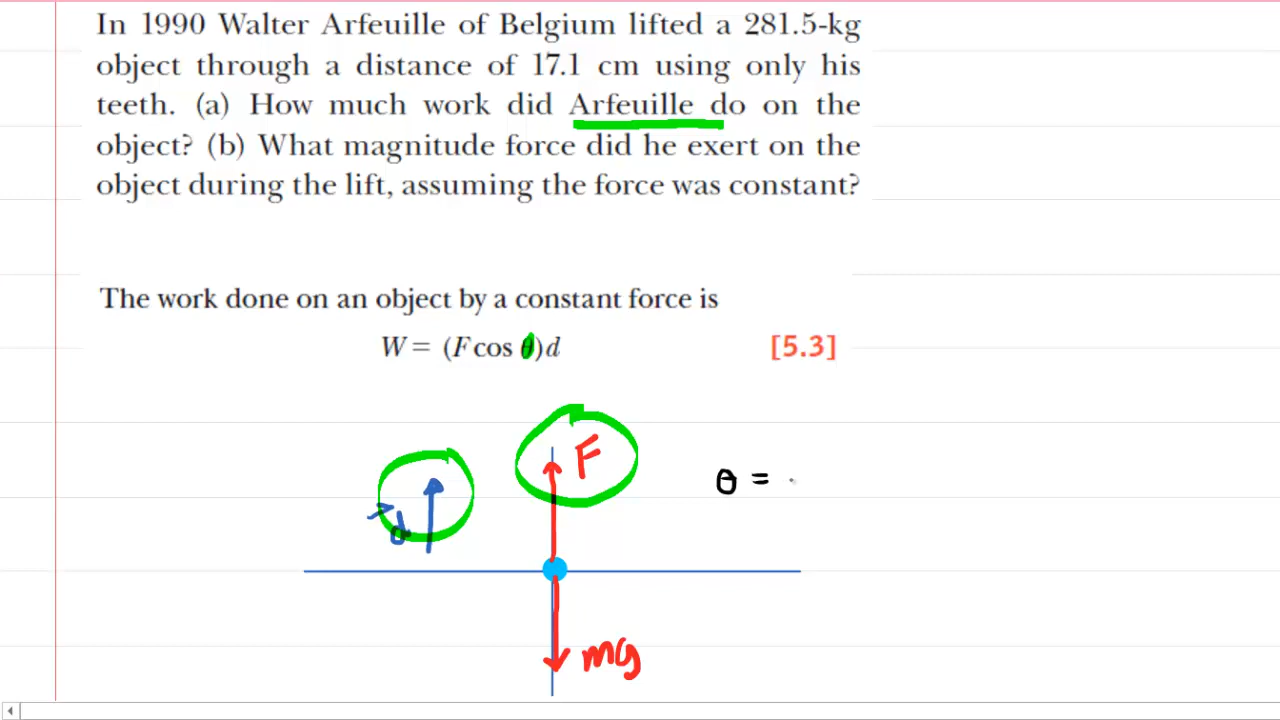 In 1990 Walter Arfeuille of Belgium lifted a 281.5-kg
object through a distance of 17.1 cm using only his
teeth. (a) How much work did Arfeuille do on the
object? (b) What magnitude force did he exert on the
object during the lift, assuming the force was constant?
The work done on an object by a constant force is
W = (F cos θ)d [5.3]
F
θ =
d
mg